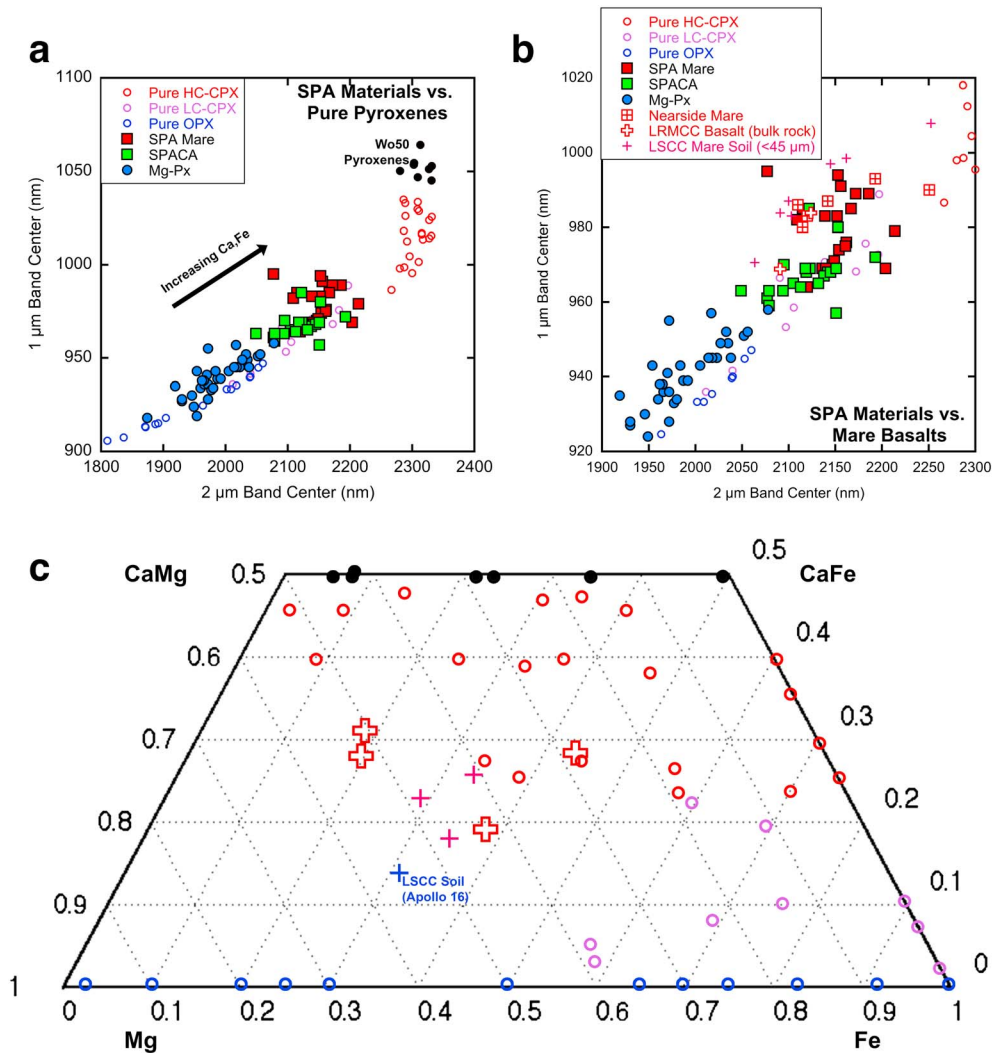 a
Pure HC-CPX
Pure LC-CPX
Pure OPX
SPA Mare
SPACA
Mg-Px
SPA Materials vs.
Pure Pyroxenes
Wo50
Pyroxenes
Increasing Ca,Fe
1100
1050
1000
950
900
1800
1900
2000
2100
2200
2300
2400
1 µm Band Center (nm)
2 µm Band Center (nm)
b
Pure HC-CPX
Pure LC-CPX
Pure OPX
SPA Mare
SPACA
Mg-Px
Nearside Mare
LRMCC Basalt (bulk rock)
LSCC Mare Soil (<45 µm)
1020
1000
980
960
940
920
1900
1950
2000
2050
2100
2150
2200
2250
2300
1 µm Band Center (nm)
2 µm Band Center (nm)
SPA Materials vs.
Mare Basalts
c
CaMg
0.5
0.5
CaFe
0.6
0.4
0.7
0.3
0.8
0.2
LSCC Soil
(Apollo 16)
0.9
0.1
1
0
0
0.1
0.2
0.3
0.4
0.5
0.6
0.7
0.8
0.9
1
Mg
Fe